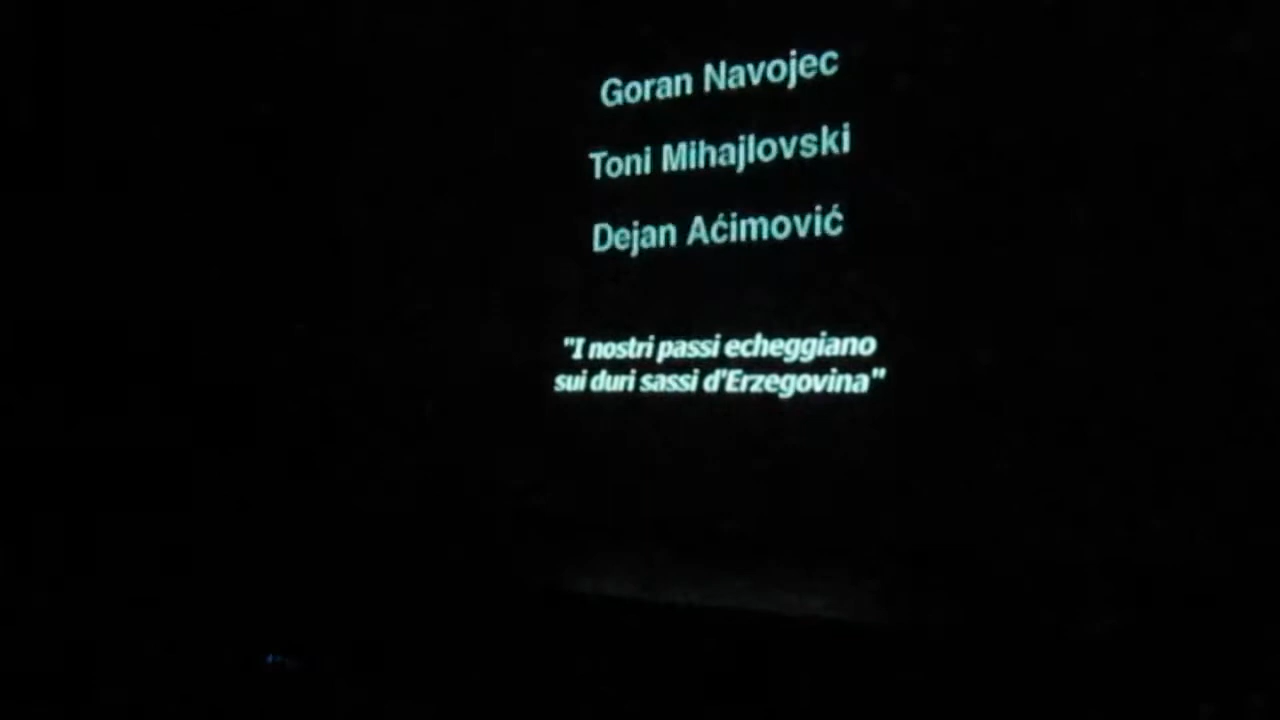 Goran Navojec
Toni Mihajlovski
Dejan Aćimović
"I nostri passi echeggiano
sui duri sassi d'Erzegovina"